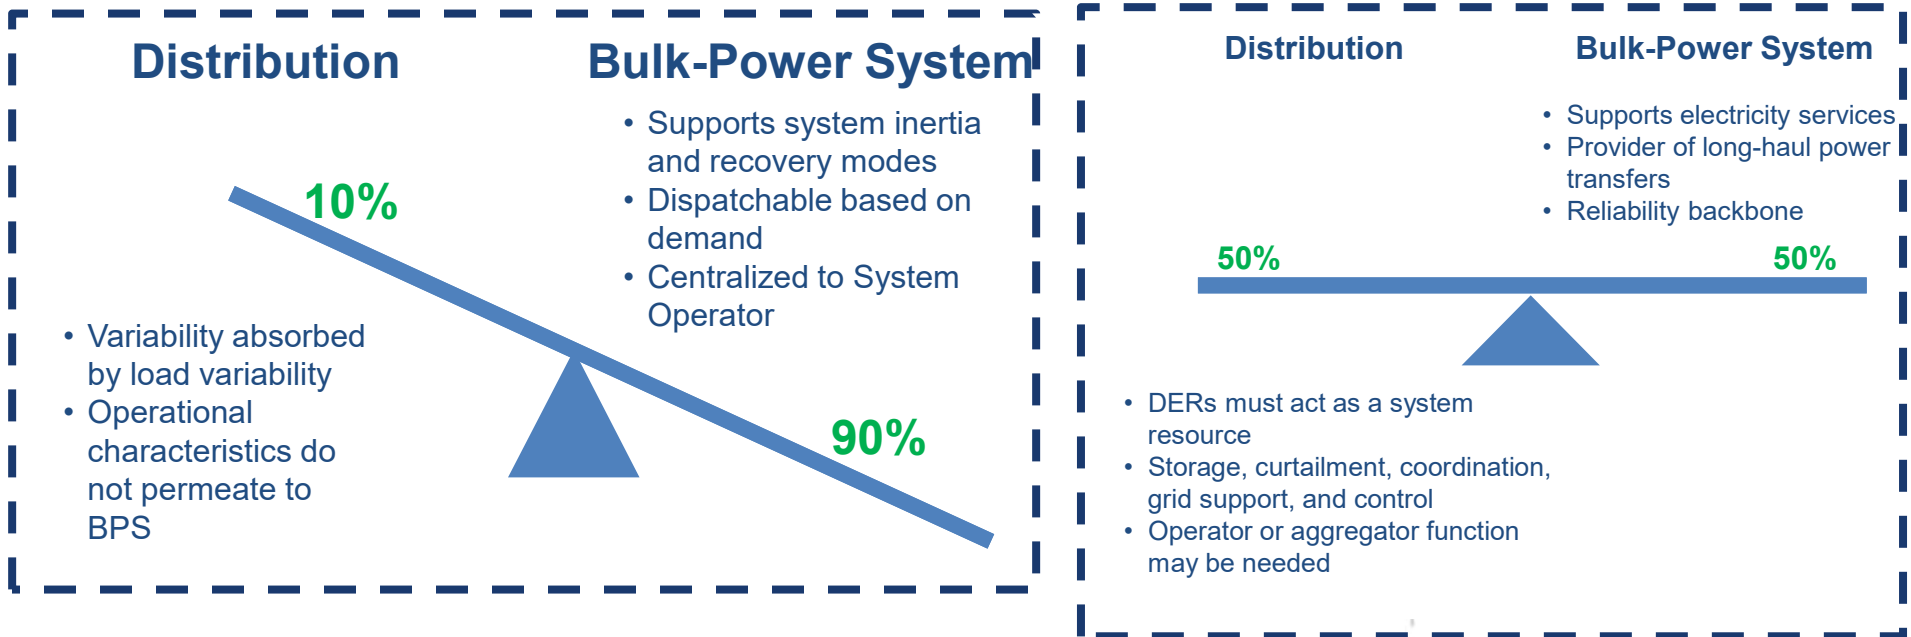 Distribution
Bulk-Power System
• Supports system inertia
and recovery modes
• Dispatchable based on
demand
• Centralized to System
Operator
10%
• Variability absorbed
by load variability
• Operational
characteristics do
not permeate to
BPS
90%
Distribution
Bulk-Power System
• Supports electricity services
• Provider of long-haul power
transfers
• Reliability backbone
50%
50%
• DERs must act as a system
resource
• Storage, curtailment, coordination,
grid support, and control
• Operator or aggregator function
may be needed